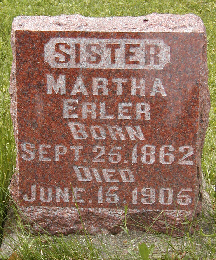 SISTER
MARTHA
ERLER
BORN
SEPT. 25. 1862
DIED
JUNE. 15. 1905